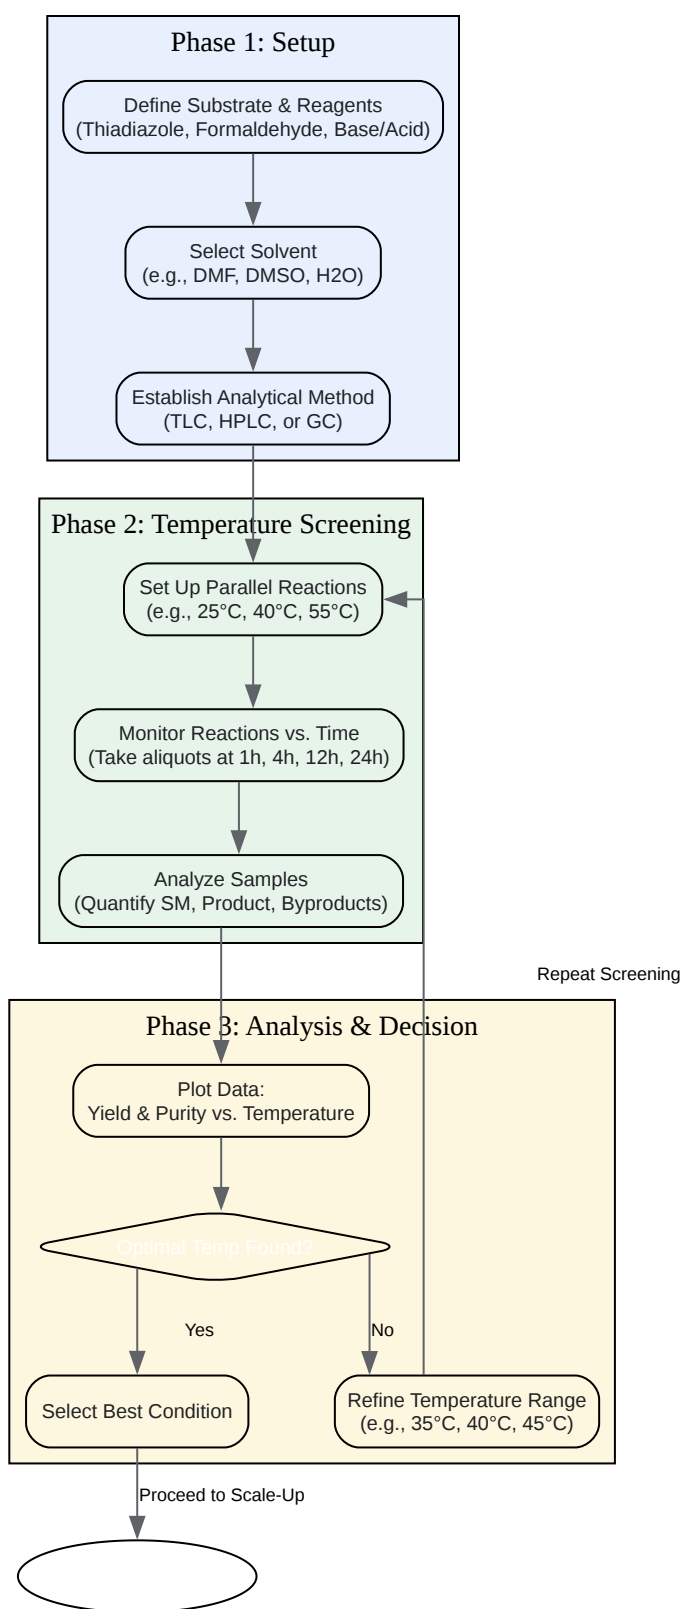 Phase 1: Setup
Define Substrate & Reagents
(Thiadiazole, Formaldehyde, Base/Acid)
Select Solvent
(e.g., DMF, DMSO, H2O)
Establish Analytical Method
(TLC, HPLC, or GC)
Phase 2: Temperature Screening
Set Up Parallel Reactions
(e.g., 25°C, 40°C, 55°C)
Monitor Reactions vs. Time
(Take aliquots at 1h, 4h, 12h, 24h)
Analyze Samples
(Quantify SM, Product, Byproducts)
Repeat Screening
Phase 3: Analysis & Decision
Plot Data:
Yield & Purity vs. Temperature
Optimal Temp Found?
Yes
No
Select Best Condition
Refine Temperature Range
(e.g., 35°C, 40°C, 45°C)
Proceed to Scale-Up